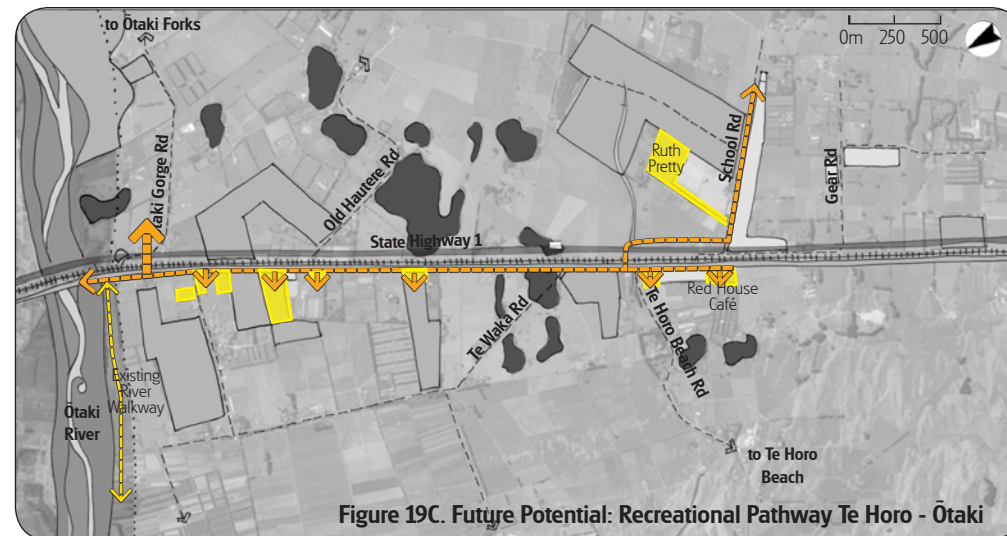 to Ōtaki Forks
0m 250 500
Ōtaki Gorge Rd
Old Hautere Rd
Ruth
Pretty
School Rd
Gear Rd
State Highway 1
Te Waka Rd
Te Horo Beach Rd
Red House
Café
Existing
River
Walkway
Ōtaki
River
to Te Horo
Beach
Figure 19C. Future Potential: Recreational Pathway Te Horo - Ōtaki